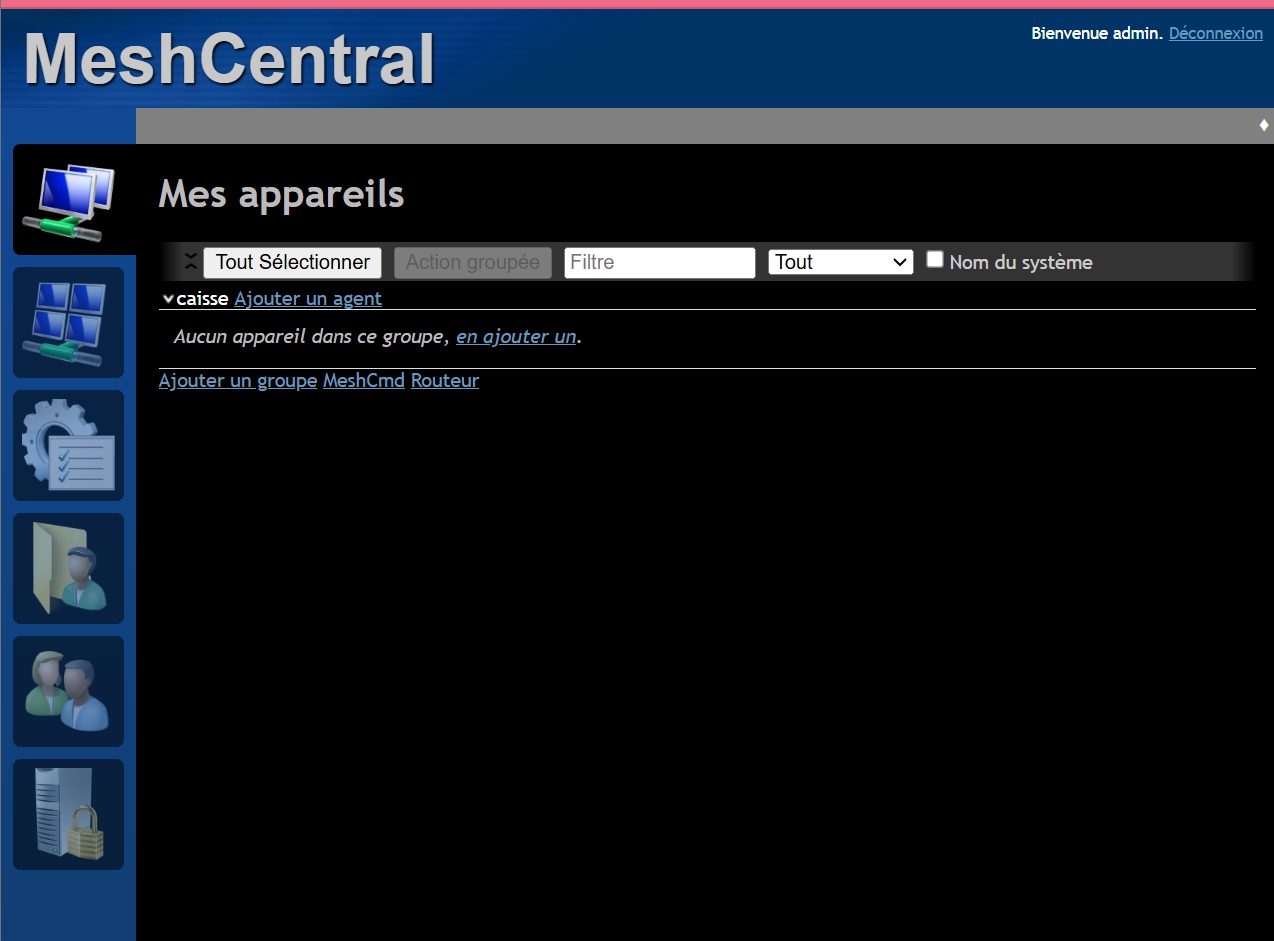 MeshCentral
Bienvenue admin. Déconnexion
Mes appareils
Tout Sélectionner Action groupée Filtre Tout Nom du système
caisse Ajouter un agent
Aucun appareil dans ce groupe, en ajouter un.
Ajouter un groupe MeshCmd Routeur